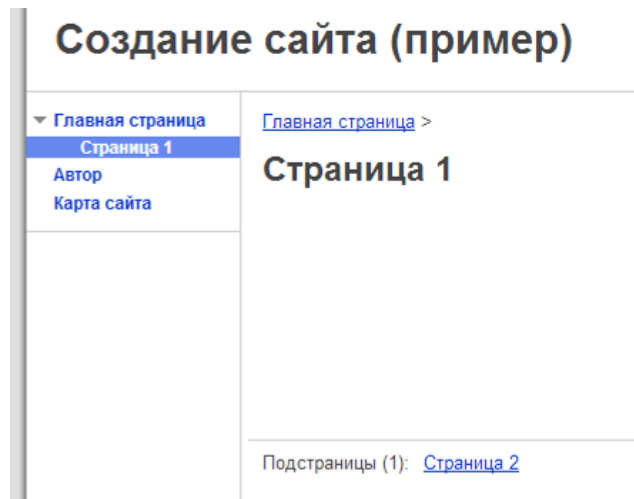 Создание сайта (пример)
Главная страница
Страница 1
Автор
Карта сайта
Главная страница >
Страница 1
Подстраницы (1): Страница 2